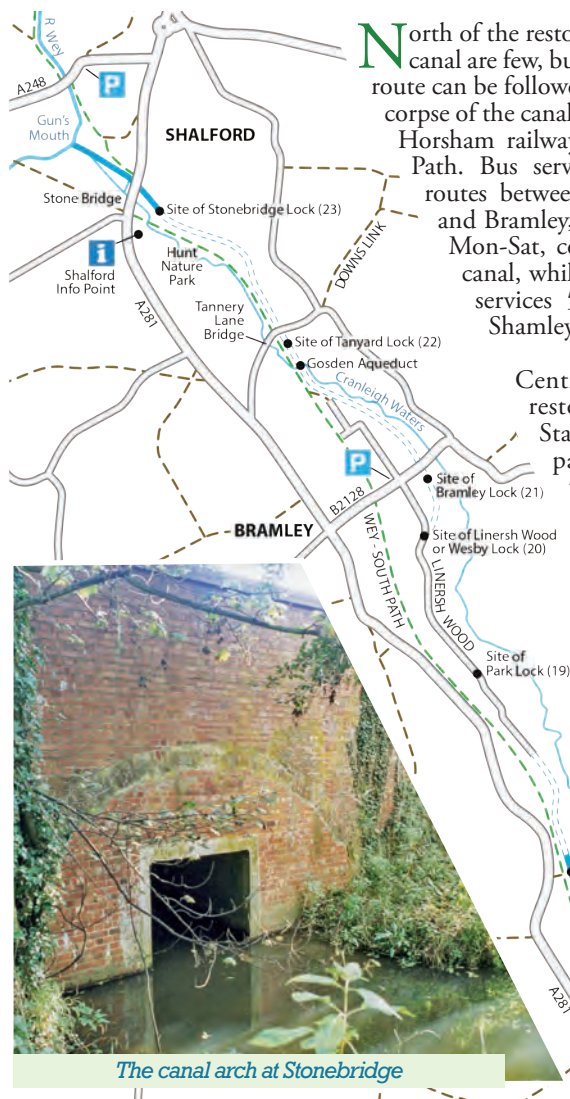 North of the resto
canal are few, bu
route can be followe
corpse of the canal
Horsham railway
Path. Bus serv
routes between
and Bramley,
Mon-Sat, c
canal, whil
services
Shamley
Centr
resto
Sta
pa
R Wey
A248
P
Gun's
Mouth
SHALFORD
Stone Bridge
Site of Stonebridge Lock (23)
i
Shalford
Info Point
Hunt
Nature
Park
DOWNS LINK
A281
Tannery
Lane
Bridge
Site of Tanyard Lock (22)
Gosden Aqueduct
Cranleigh Waters
P
Site of
Bramley Lock (21)
B2128
BRAMLEY
WEY - SOUTH PATH
Site of Linersh Wood
or Wesby Lock (20)
LINERSH WOOD
Site of
Park Lock (19)
A281
The canal arch at Stonebridge